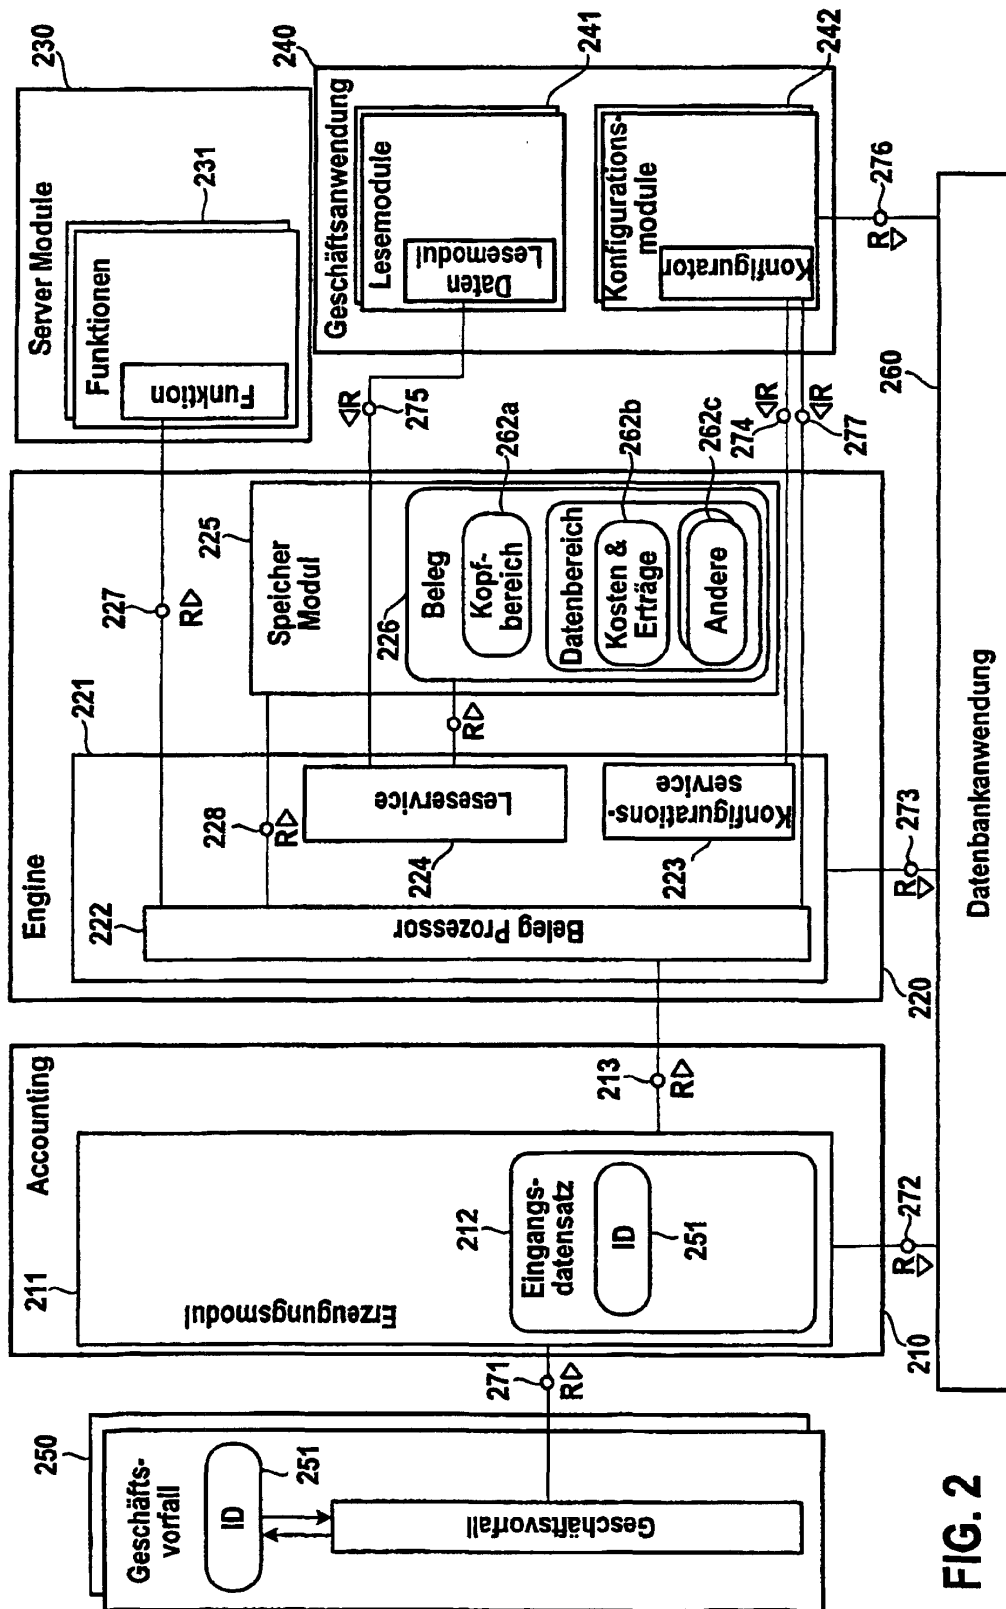 250
Geschäfts-
vorfall
ID
251
Geschäftsvorfall
271
R▷
Accounting
211
Erzeugungsmodul
212
Eingangs-
datensatz
ID
251
213
R▷
272
R▷
210
Engine
221
222
Beleg Prozessor
228
R▷
227
R▷
Leseservice
224
Konfigurations-
service
223
R▷
225
Speicher
Modul
226
Beleg
Kopf-
bereich
262a
Datenbereich
Kosten &
Erträge
262b
Andere
262c
273
R▷
220
Server Module
230
Funktionen
231
Funktion
Geschäftsanwendung
240
Lesemodule
241
Daten
Lesemodul
275
◁R
Konfigurations-
module
242
Konfigurator
274
◁R
277
◁R
276
R▷
260
Datenbankanwendung
FIG. 2